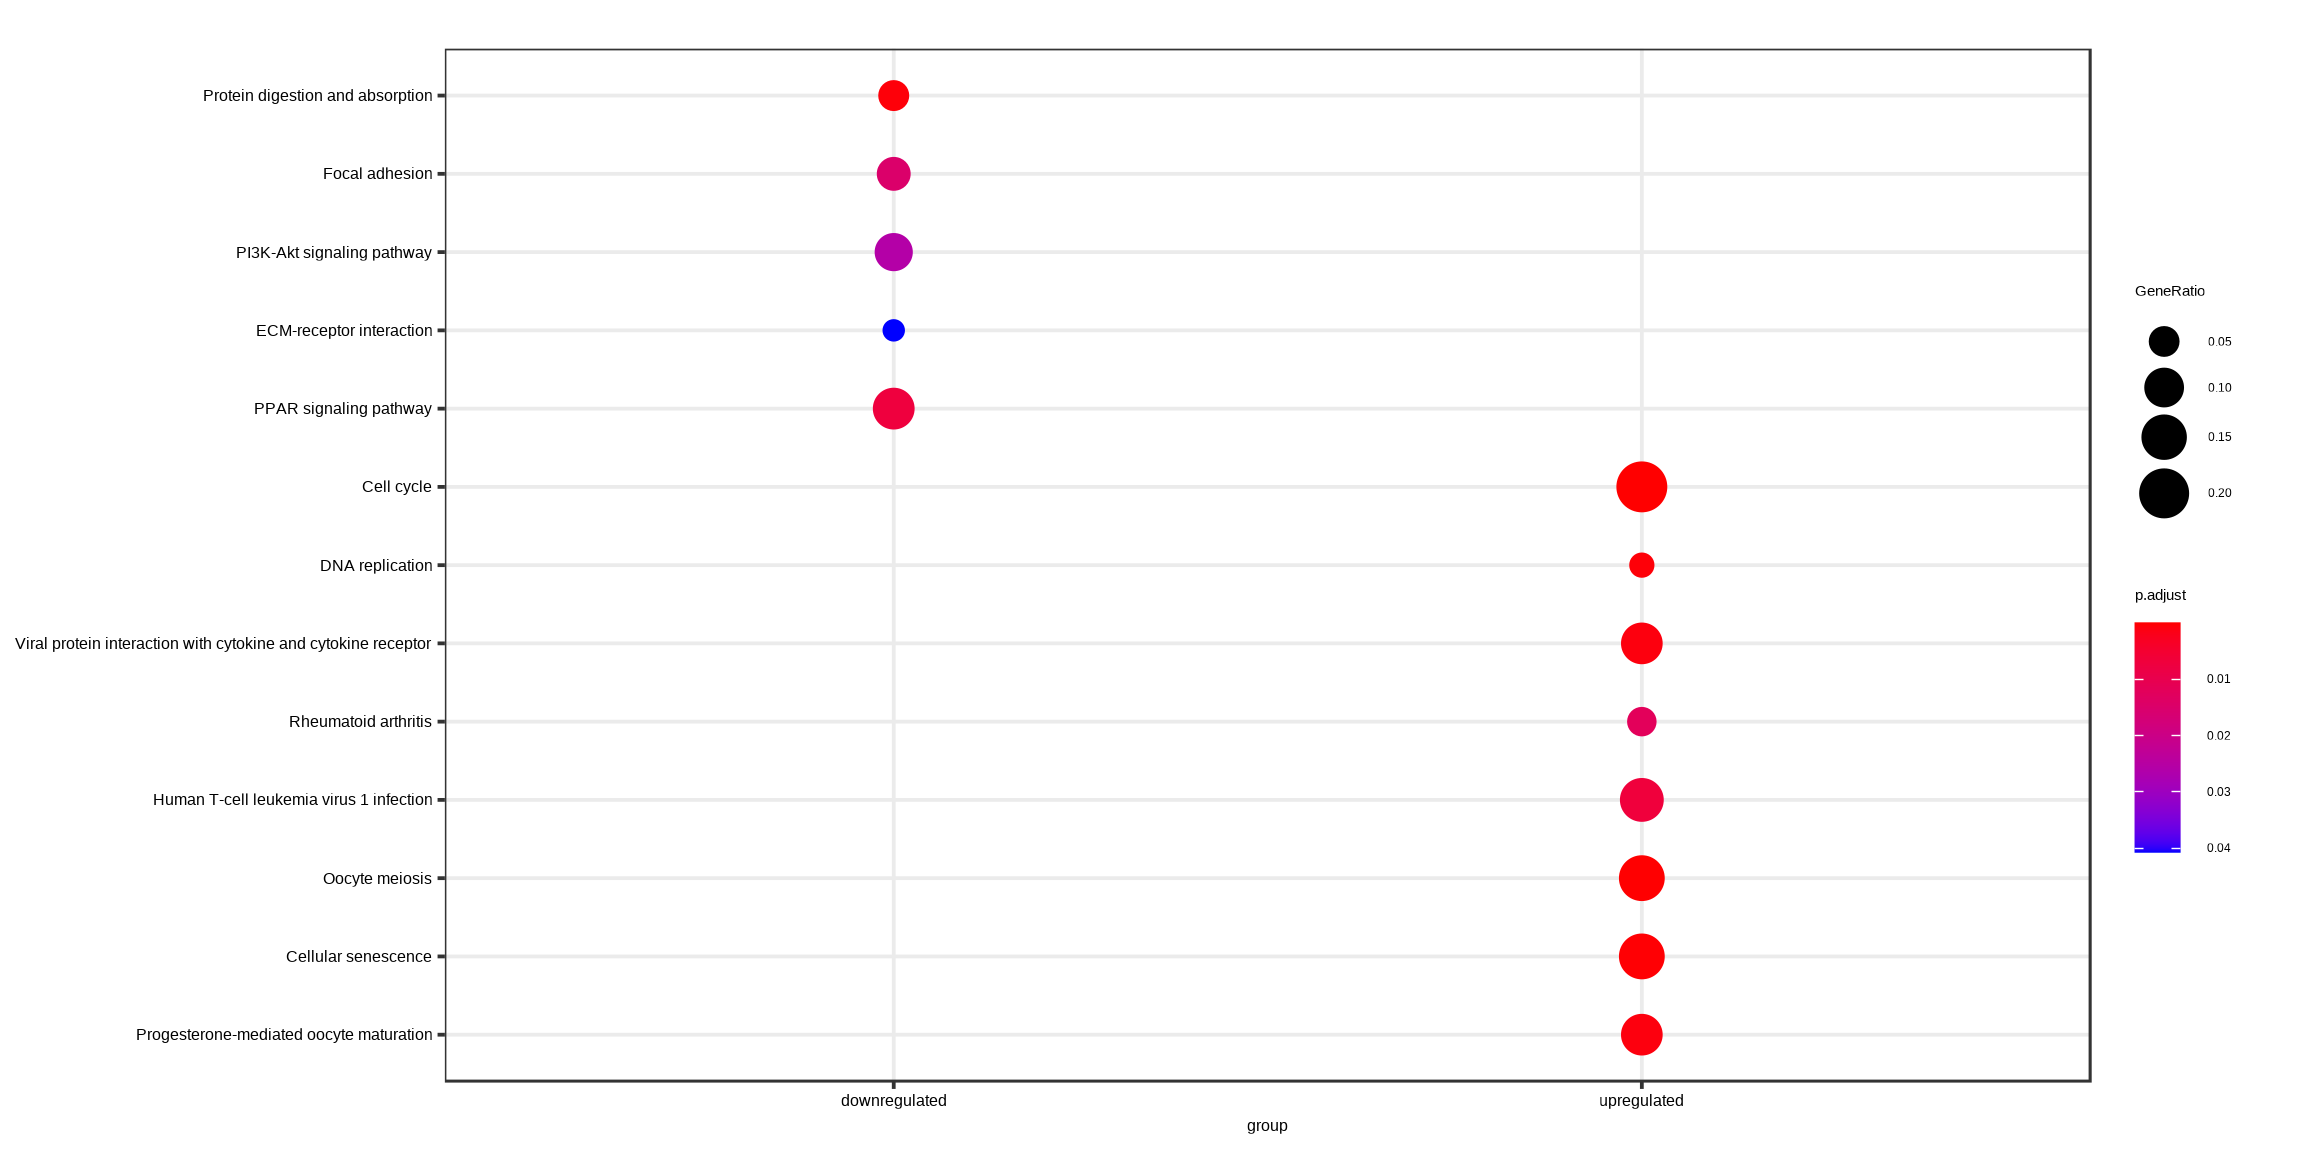 Protein digestion and absorption
Focal adhesion
PI3K-Akt signaling pathway
ECM-receptor interaction
PPAR signaling pathway
Cell cycle
DNA replication
Viral protein interaction with cytokine and cytokine receptor
Rheumatoid arthritis
Human T-cell leukemia virus 1 infection
Oocyte meiosis
Cellular senescence
Progesterone-mediated oocyte maturation
downregulated
upregulated
group
GeneRatio
0.05
0.10
0.15
0.20
p.adjust
0.01
0.02
0.03
0.04